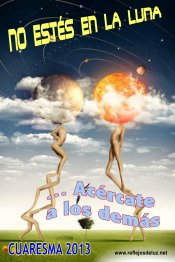 NO ESTÉS EN LA LUNA
... Acércate
a los demás
CUARESMA 2013
www.reflejosdeluz.net